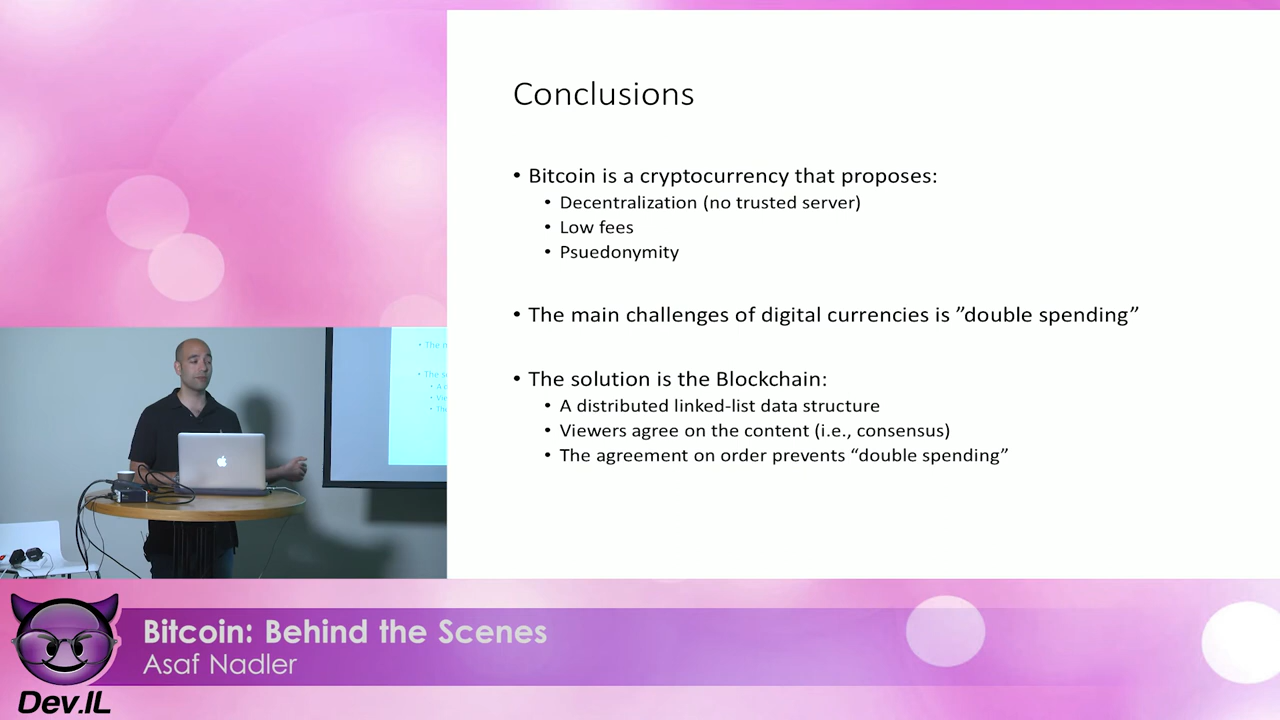 Conclusions
• Bitcoin is a cryptocurrency that proposes:
• Decentralization (no trusted server)
• Low fees
• Psuedonymity
• The main challenges of digital currencies is ”double spending”
• The solution is the Blockchain:
• A distributed linked-list data structure
• Viewers agree on the content (i.e., consensus)
• The agreement on order prevents “double spending”
• The
• The
Bitcoin: Behind the Scenes
Asaf Nadler
Dev.IL